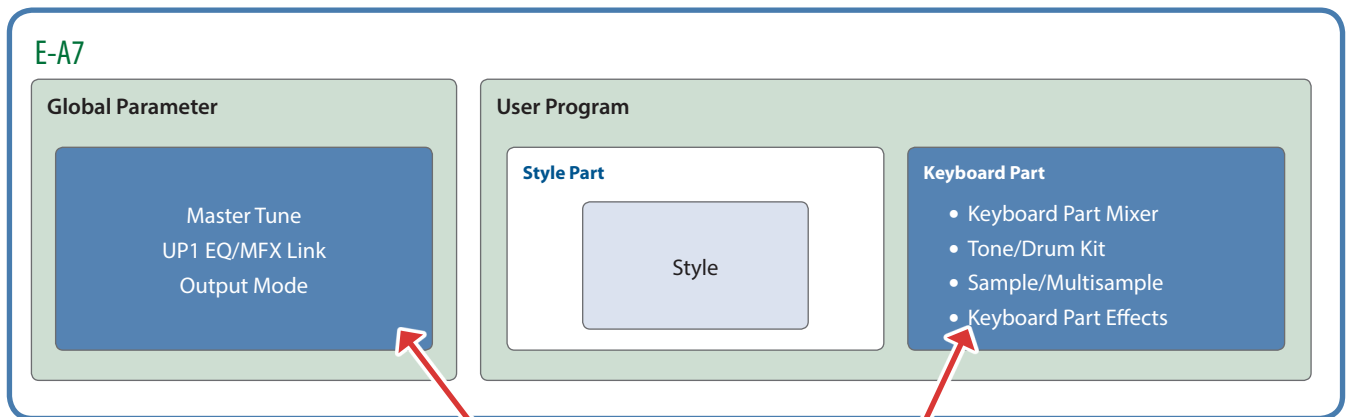 E-A7
Global Parameter
Master Tune
UP1 EQ/MFX Link
Output Mode
User Program
Style Part
Style
Keyboard Part
• Keyboard Part Mixer
• Tone/Drum Kit
• Sample/Multisample
• Keyboard Part Effects